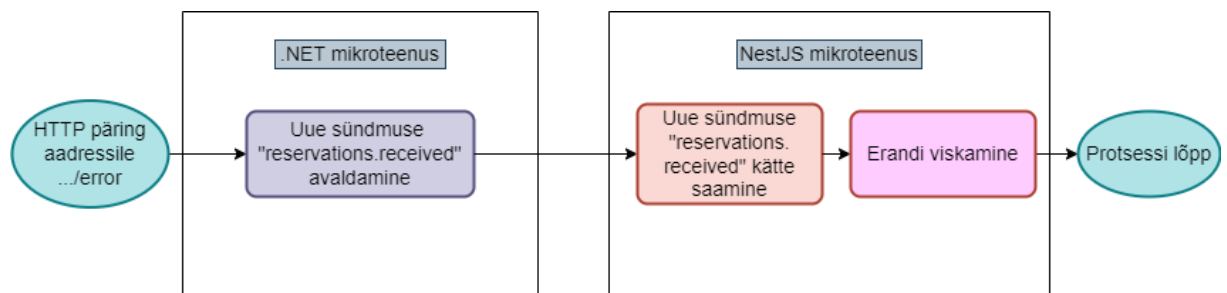 .NET mikroteenus
NestJS mikroteenus
HTTP päring
aadressile
.../error
Uue sündmuse
"reservations.received"
avaldamine
Uue sündmuse
"reservations.
received" kätte
saamine
Erandi viskamine
Protsessi lõpp